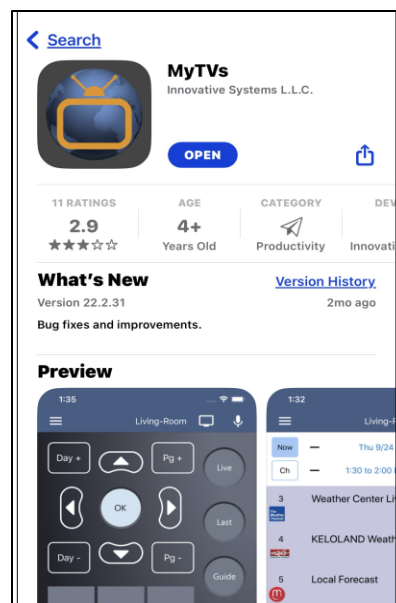 Search
MyTVs
Innovative Systems L.L.C.
OPEN
11 RATINGS AGE CATEGORY DEV
2.9 4+
Years Old Productivity Innovati
What's New Version History
Version 22.2.31 2mo ago
Bug fixes and improvements.
Preview
1:35
Living-Room
Day + Pg +
Live
OK
Last
Day - Pg -
Guide
1:32
Living-R
Now Thu 9/24
Ch 1:30 to 2:00
3 Weather Center Li
4 KELOLAND Weath
5 Local Forecast